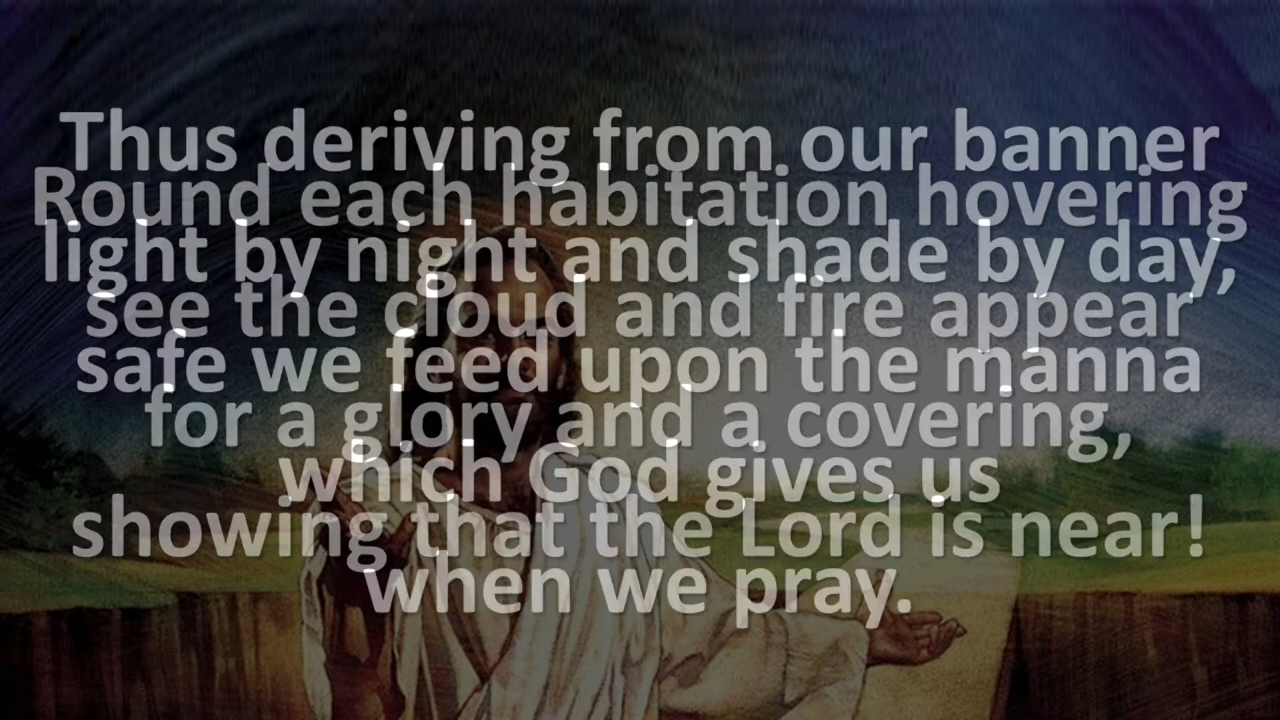 Thus deriving from our banner
Round each habitation hovering
light by night and shade by day,
see the cloud and fire appear
safe we feed upon the manna
for a glory and a covering,
which God gives us
showing that the Lord is near!
when we pray.